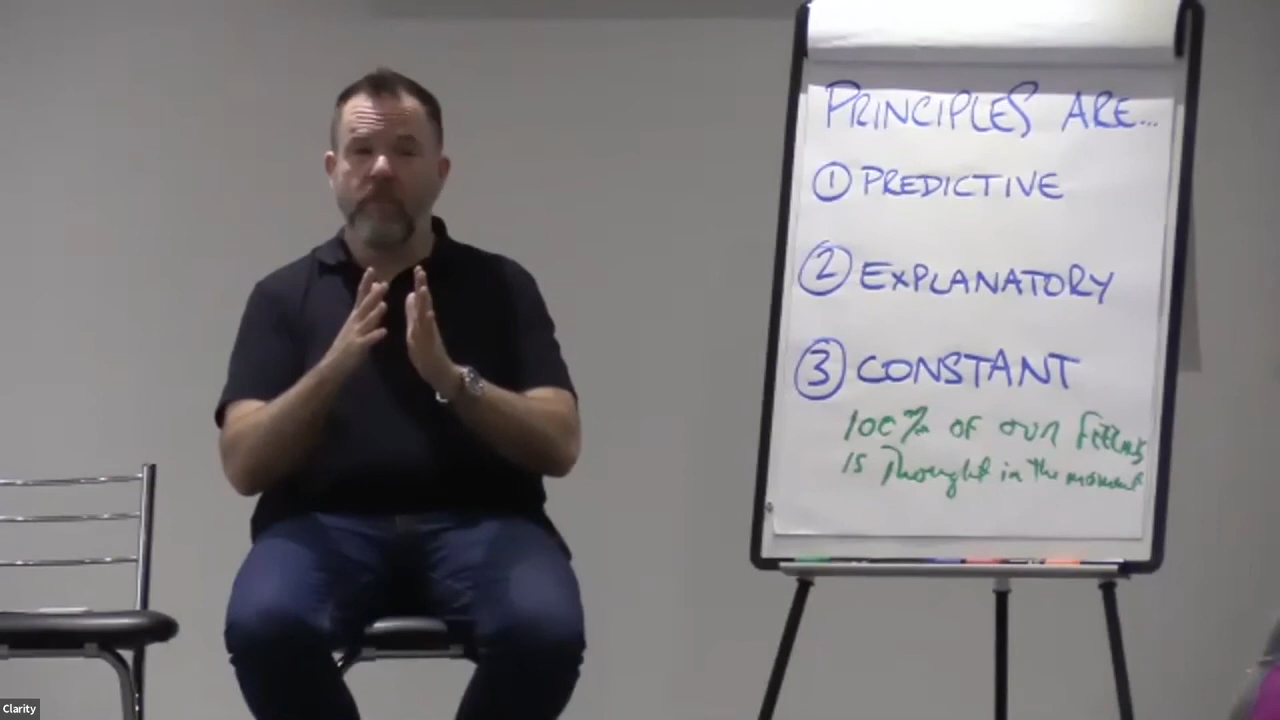 PRINCIPLES ARE...
① PREDICTIVE
② EXPLANATORY
③ CONSTANT
100% OF OUR FEELING
IS Thought in the moment
Clarity